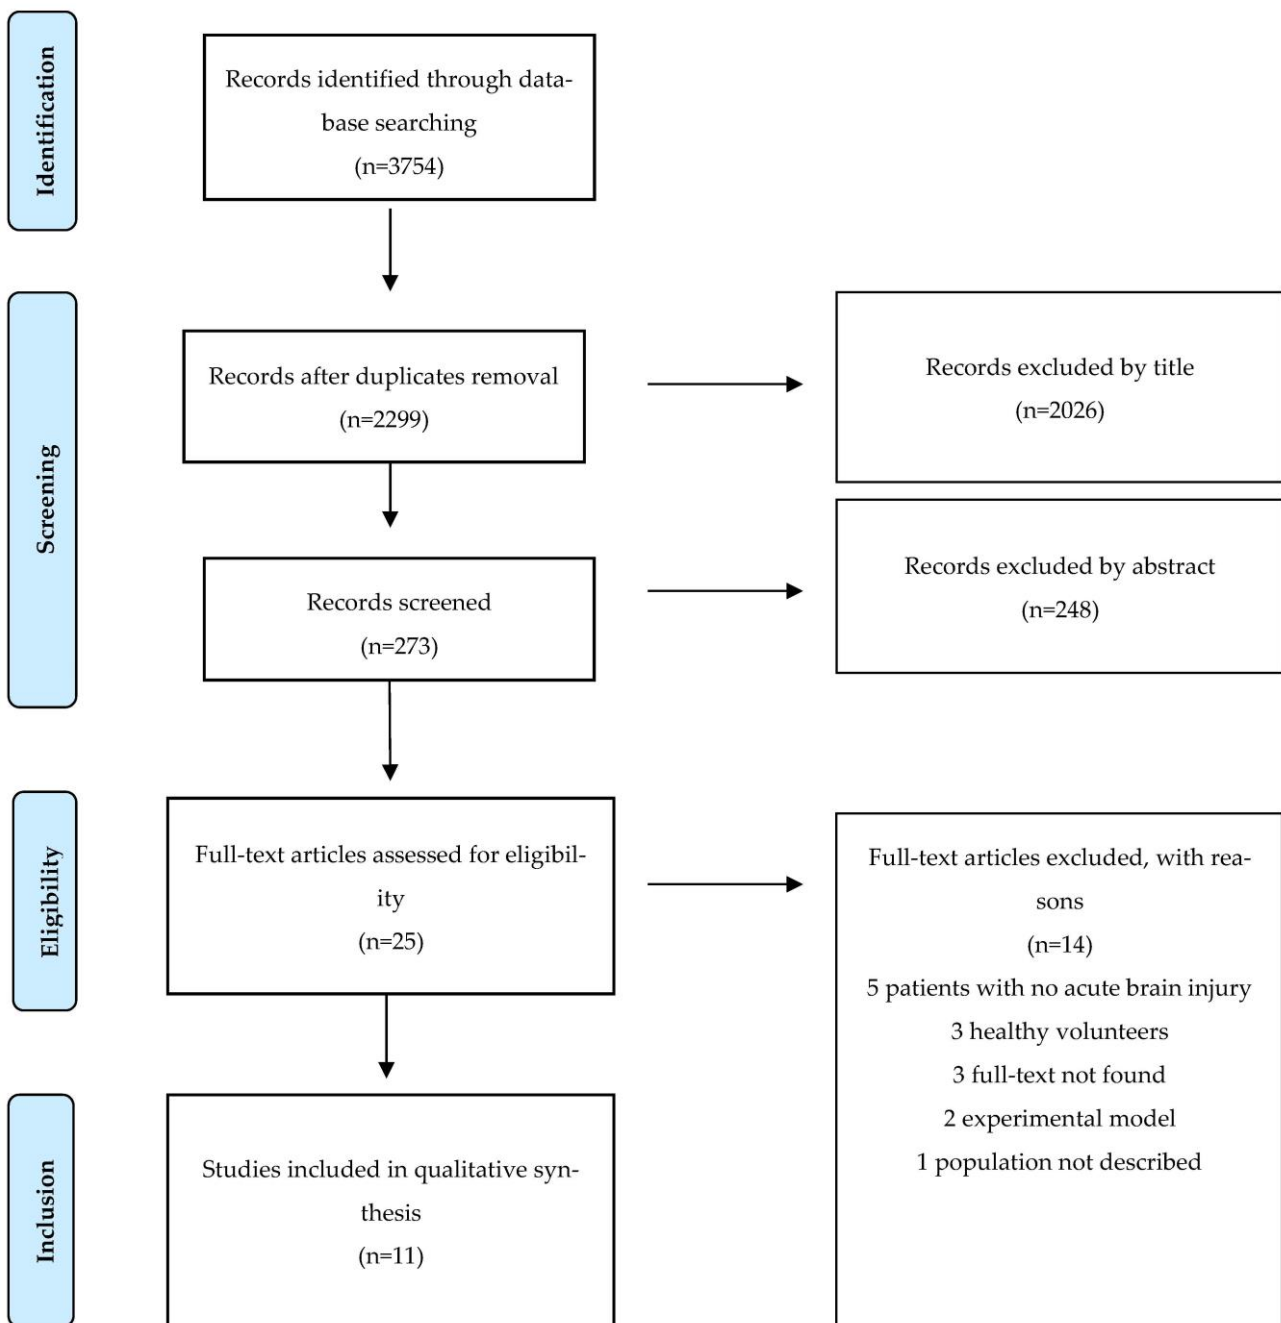 Identification
Records identified through data-
base searching
(n=3754)
Screening
Records after duplicates removal
(n=2299)
Records excluded by title
(n=2026)
Records screened
(n=273)
Records excluded by abstract
(n=248)
Eligibility
Full-text articles assessed for eligibil-
ity
(n=25)
Full-text articles excluded, with rea-
sons
(n=14)
5 patients with no acute brain injury
3 healthy volunteers
3 full-text not found
2 experimental model
1 population not described
Inclusion
Studies included in qualitative syn-
thesis
(n=11)